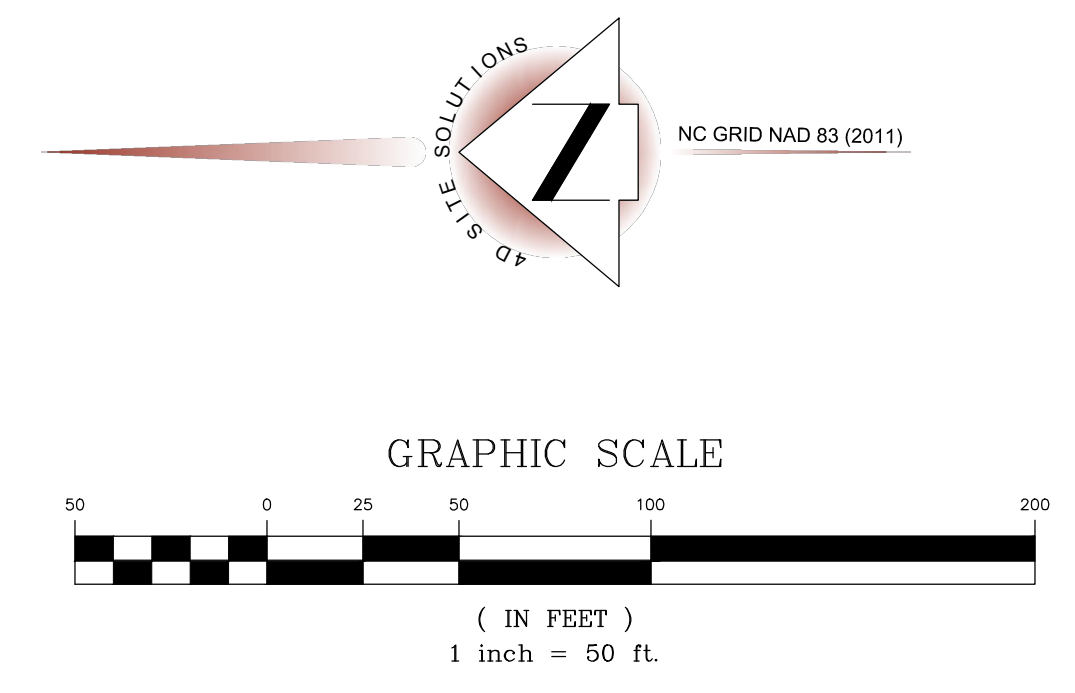 4D SITE SOLUTIONS
N
NC GRID NAD 83 (2011)
GRAPHIC SCALE
50 0 25 50 100 200
( IN FEET )
1 inch = 50 ft.